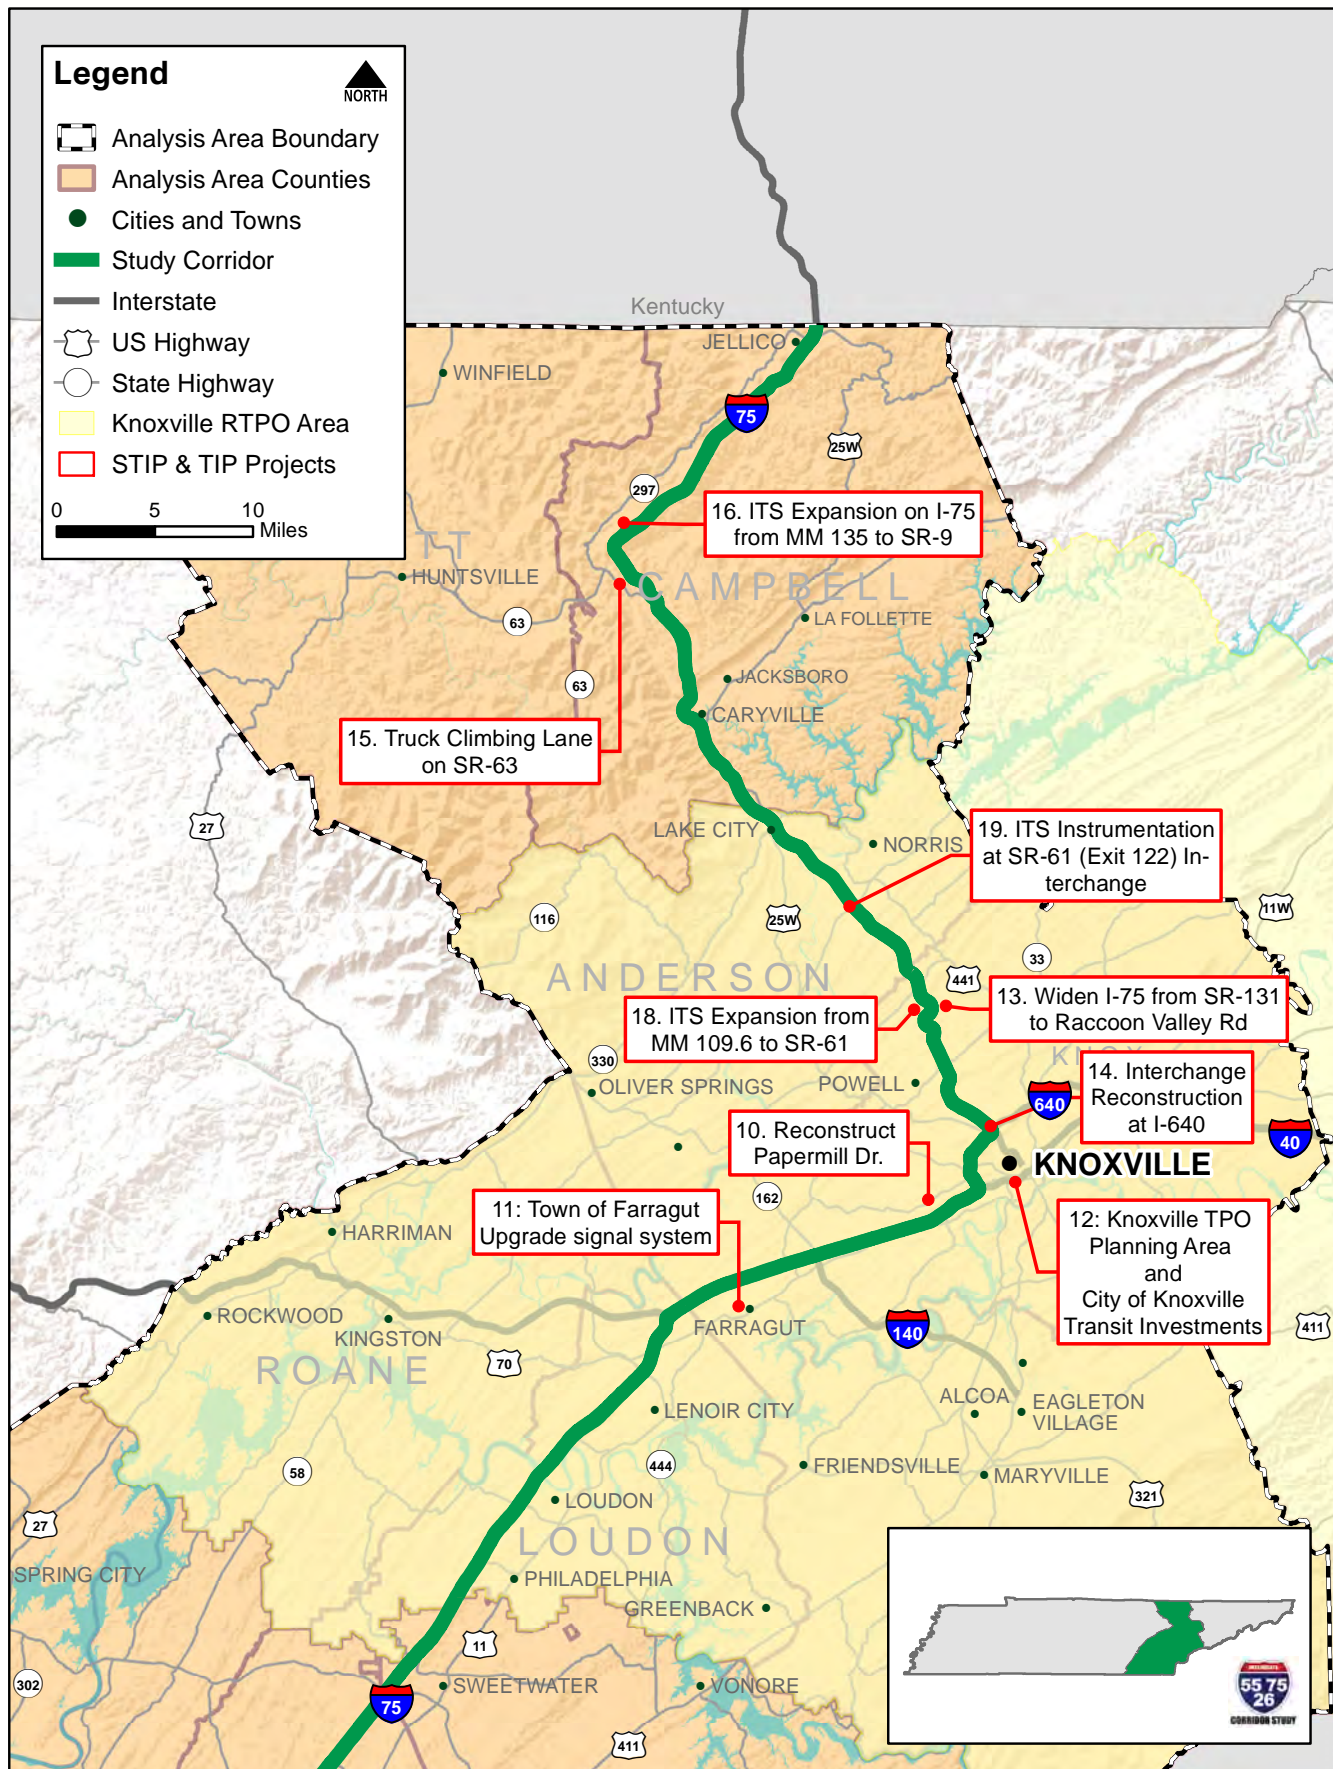 Legend
NORTH
Analysis Area Boundary
Analysis Area Counties
Cities and Towns
Study Corridor
Interstate
US Highway
State Highway
Knoxville RTPO Area
STIP & TIP Projects
0 5 10
Miles
Kentucky
JELLICO
WINFIELD
75
25W
297
16. ITS Expansion on I-75
from MM 135 to SR-9
TT
HUNTSVILLE
CAMPBELL
63
LA FOLLETTE
63
JACKSBORO
CARYVILLE
15. Truck Climbing Lane
on SR-63
27
LAKE CITY
NORRIS
19. ITS Instrumentation
at SR-61 (Exit 122) In-
terchange
116
25W
11W
33
ANDERSON
441
18. ITS Expansion from
MM 109.6 to SR-61
13. Widen I-75 from SR-131
to Raccoon Valley Rd
KNOX
330
OLIVER SPRINGS
POWELL
14. Interchange
Reconstruction
at I-640
640
40
10. Reconstruct
Papermill Dr.
KNOXVILLE
162
11: Town of Farragut
Upgrade signal system
12: Knoxville TPO
Planning Area
and
City of Knoxville
Transit Investments
HARRIMAN
ROCKWOOD
KINGSTON
FARRAGUT
140
411
ROANE
70
ALCOA
EAGLETON
VILLAGE
LENOIR CITY
58
444
FRIENDSVILLE
MARYVILLE
321
LOUDON
27
LOUDON
SPRING CITY
PHILADELPHIA
GREENBACK
11
302
SWEETWATER
VONORE
75
411
55 75
26
CORRIDOR STUDY